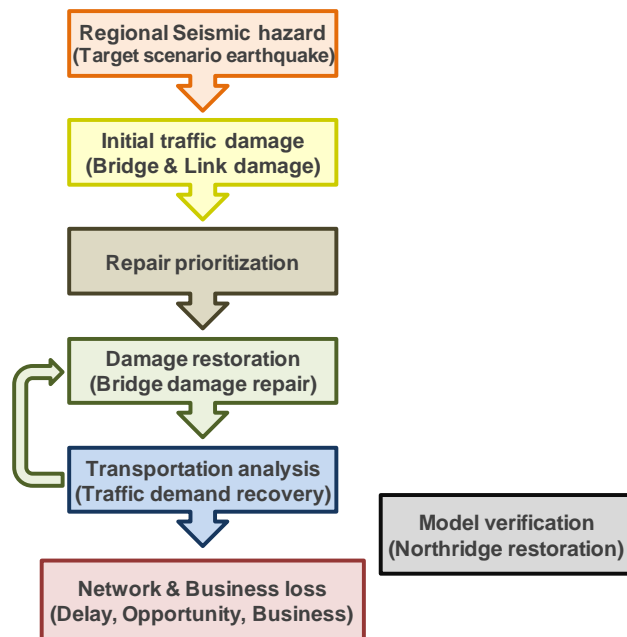 Regional Seismic hazard
(Target scenario earthquake)
Initial traffic damage
(Bridge & Link damage)
Repair prioritization
Damage restoration
(Bridge damage repair)
Transportation analysis
(Traffic demand recovery)
Model verification
(Northridge restoration)
Network & Business loss
(Delay, Opportunity, Business)